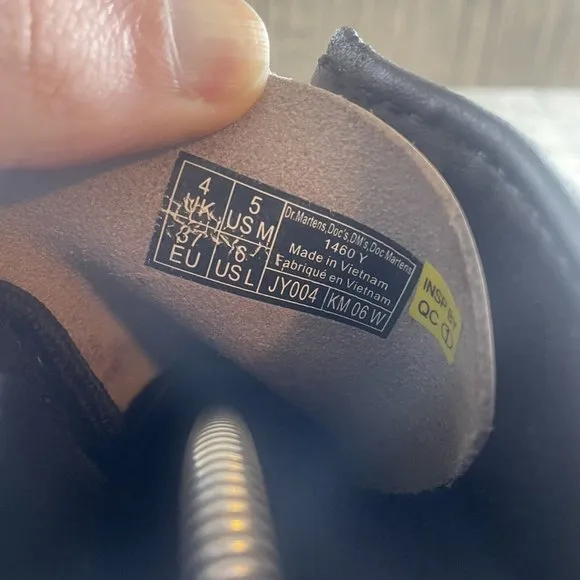 4
UK
37
EU
5
US M
6
US L
Dr.Martens,Doc's,DM's,Doc Martens
1460 Y
Made in Vietnam
Fabriqué en Vietnam
JY004
KM 06 W
INSP BY
QC 1